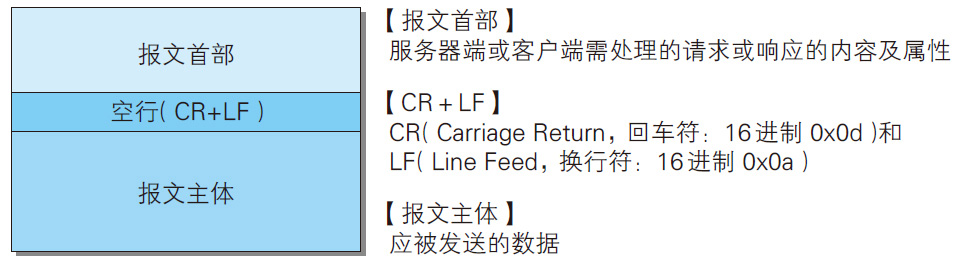 报文首部
空行( CR+LF )
报文主体
【 报文首部 】
服务器端或客户端需处理的请求或响应的内容及属性
【 CR + LF 】
CR( Carriage Return，回车符：16 进制 0x0d )和
LF( Line Feed，换行符：16 进制 0x0a )
【 报文主体 】
应被发送的数据